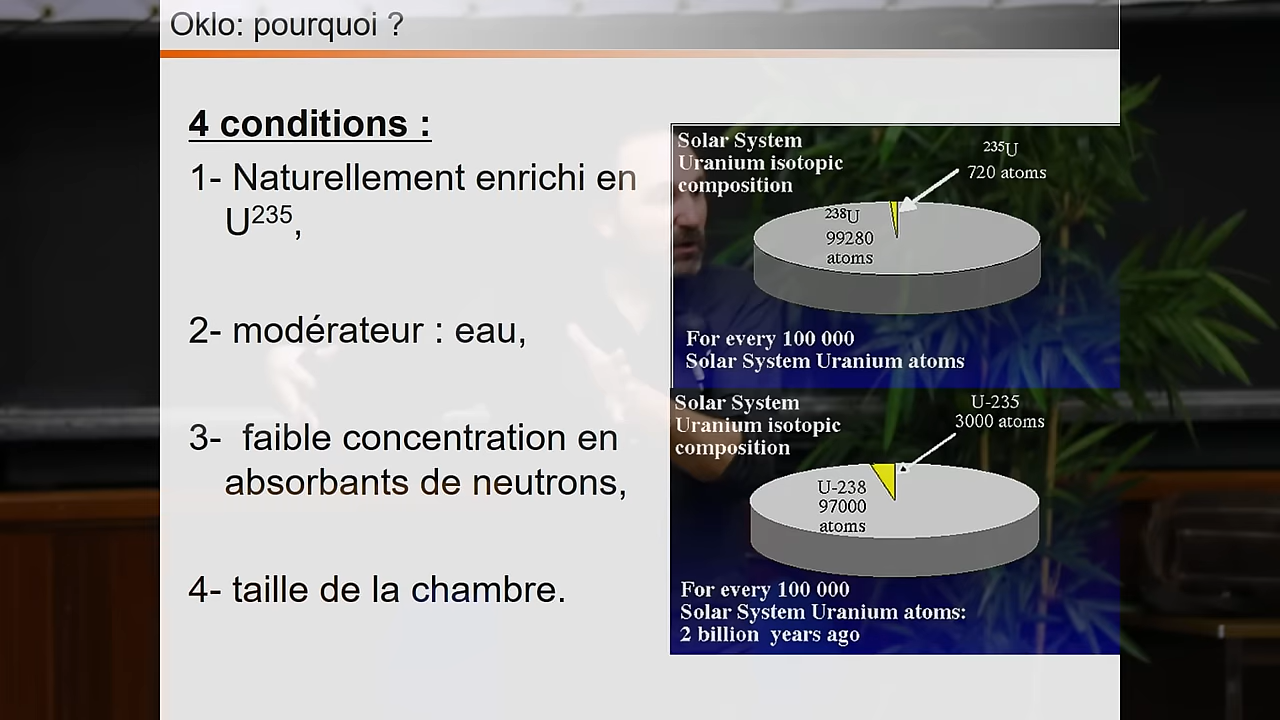 Oklo: pourquoi ?
4 conditions :
1- Naturellement enrichi en
U²³⁵,
2- modérateur : eau,
3-  faible concentration en
absorbants de neutrons,
4- taille de la chambre.
Solar System
Uranium isotopic
composition
²³⁵U
720 atoms
²³⁸U
99280
atoms
For every 100 000
Solar System Uranium atoms
Solar System
Uranium isotopic
composition
U-235
3000 atoms
U-238
97000
atoms
For every 100 000
Solar System Uranium atoms:
2 billion  years ago